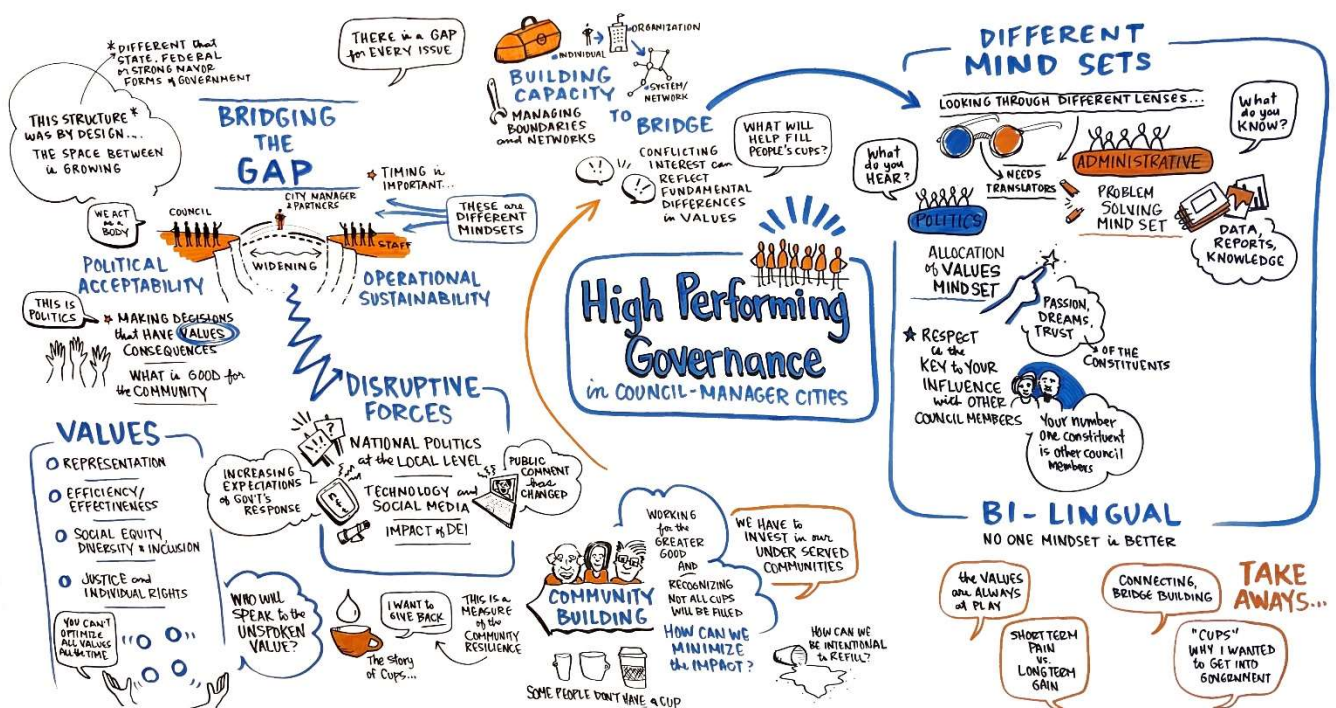 * DIFFERENT that
STATE, FEDERAL
or STRONG MAYOR
FORMS of GOVERNMENT
THIS STRUCTURE *
WAS BY DESIGN...
THE SPACE BETWEEN
is GROWING
BRIDGING
THE
GAP
THERE is a GAP
for EVERY ISSUE
WE ACT
as a
BODY
COUNCIL
CITY MANAGER
& PARTNERS
TIMING is
IMPORTANT...
THESE are
DIFFERENT
MINDSETS
STAFF
WIDENING
POLITICAL
ACCEPTABILITY
OPERATIONAL
SUSTAINABILITY
THIS IS
POLITICS
MAKING DECISIONS
that HAVE VALUES
CONSEQUENCES
WHAT is GOOD for
the COMMUNITY
VALUES
REPRESENTATION
EFFICIENCY/
EFFECTIVENESS
SOCIAL EQUITY,
DIVERSITY & INCLUSION
JUSTICE and
INDIVIDUAL RIGHTS
YOU CAN'T
OPTIMIZE
ALL VALUES
All the TIME
WHO WILL
SPEAK to the
UNSPOKEN
VALUE?
DISRUPTIVE
FORCES
!!! ?
NATIONAL POLITICS
at the LOCAL LEVEL
TECHNOLOGY and
SOCIAL MEDIA
IMPACT of DEI
INCREASING
EXPECTATIONS
of GOV'T'S
RESPONSE
PUBLIC
COMMENT
has
CHANGED
BUILDING
CAPACITY
TO
BRIDGE
INDIVIDUAL
ORGANIZATION
SYSTEM/
NETWORK
MANAGING
BOUNDARIES
and NETWORKS
!! !!
CONFLICTING
INTEREST can
REFLECT
FUNDAMENTAL
DIFFERENCES
in VALUES
WHAT WILL
HELP FILL
PEOPLE'S CUPS?
High Performing
Governance
in COUNCIL-MANAGER CITIES
The Story
of Cups...
I WANT to
GIVE BACK
THIS IS a
MEASURE
of the COMMUNITY
RESILIENCE
COMMUNITY
BUILDING
SOME PEOPLE DON'T HAVE a CUP
WORKING
for the
GREATER
GOOD
AND
RECOGNIZING
NOT ALL CUPS
WILL BE FILLED
HOW CAN WE
MINIMIZE
the IMPACT?
WE HAVE to
INVEST in our
UNDER SERVED
COMMUNITIES
HOW CAN WE
BE INTENTIONAL
to REFILL?
DIFFERENT
MIND SETS
LOOKING THROUGH DIFFERENT LENSES...
NEEDS
TRANSLATORS
What
do you
HEAR?
POLITICS
ALLOCATION
of VALUES
MINDSET
ADMINISTRATIVE
What
do you
KNOW?
PROBLEM
SOLVING
MIND SET
DATA,
REPORTS,
KNOWLEDGE
PASSION,
DREAMS,
TRUST
OF THE
CONSTITUENTS
RESPECT
is the
KEY to YOUR
INFLUENCE
with OTHER
COUNCIL MEMBERS
Your number
one constituent
is other council
members
BI-LINGUAL
NO ONE MINDSET is BETTER
TAKE
AWAYS...
the VALUES
are ALWAYS
at PLAY
SHORT TERM
PAIN
vs.
LONG TERM
GAIN
CONNECTING,
BRIDGE BUILDING
"CUPS"
WHY I WANTED
to GET INTO
GOVERNMENT